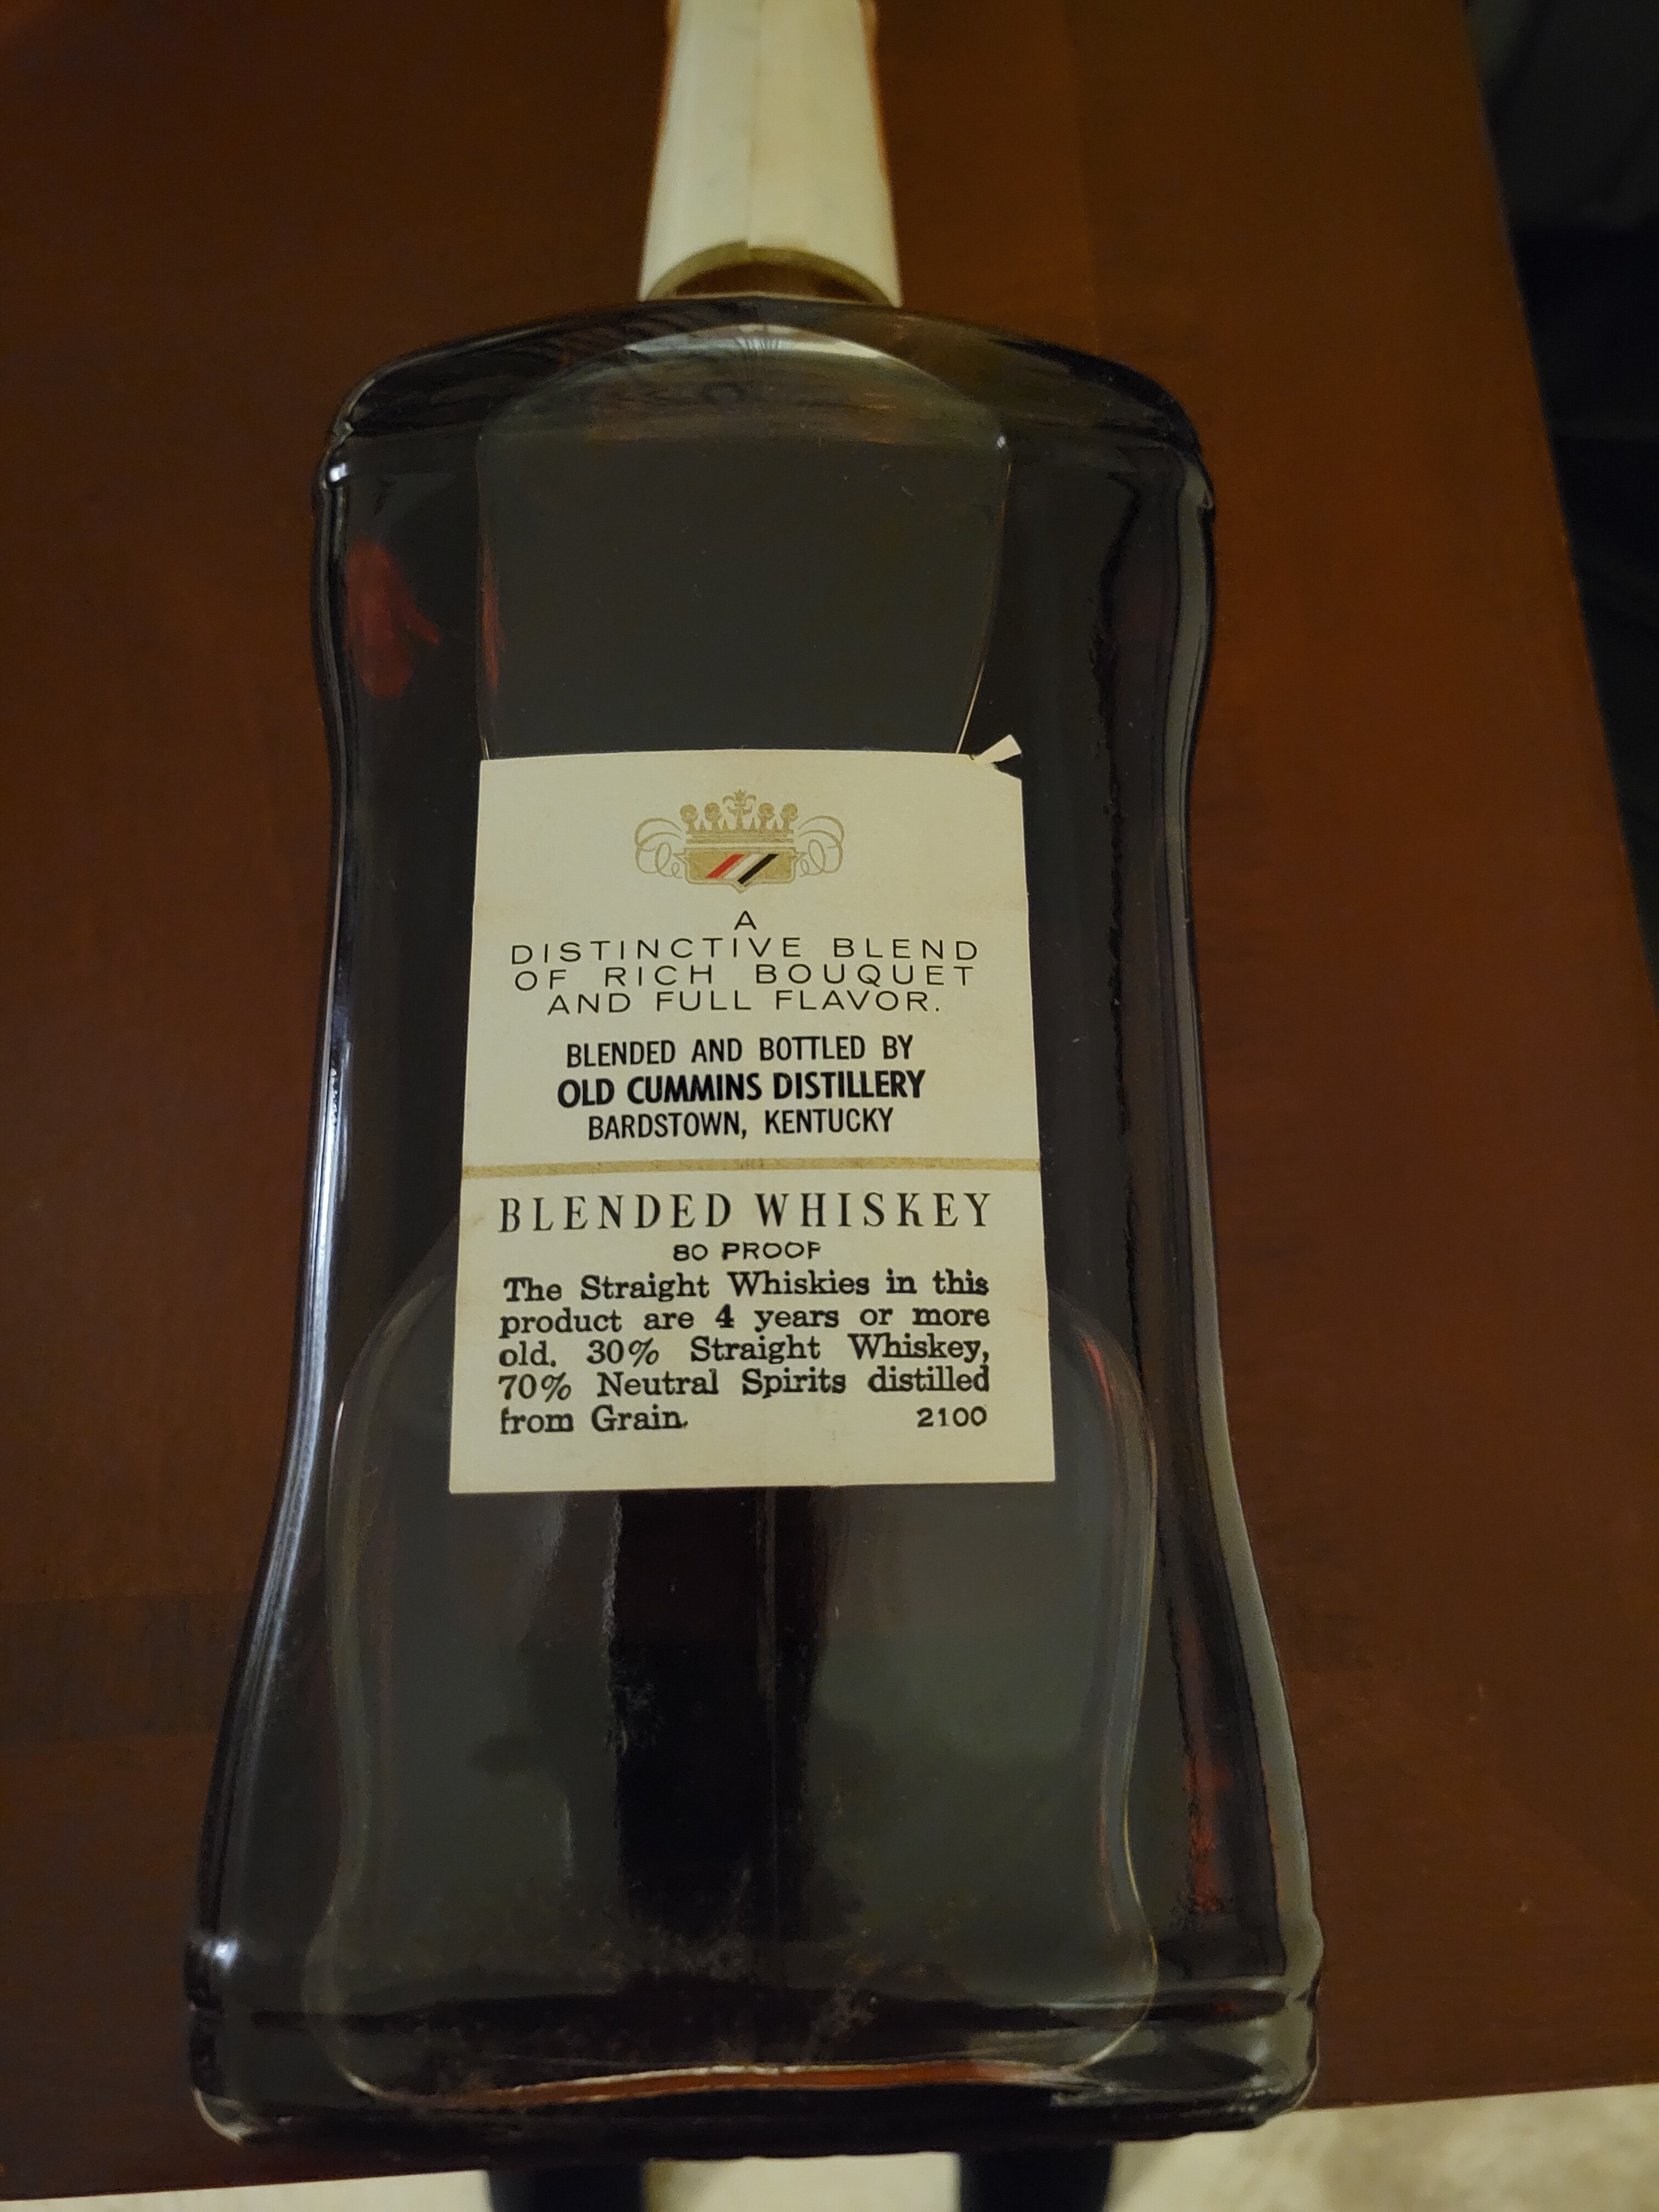 A
DISTINCTIVE BLEND
OF RICH BOUQUET
AND FULL FLAVOR.
BLENDED AND BOTTLED BY
OLD CUMMINS DISTILLERY
BARDSTOWN, KENTUCKY
BLENDED WHISKEY
80 PROOF
The Straight Whiskies in this
product are 4 years or more
old. 30% Straight Whiskey,
70% Neutral Spirits distilled
from Grain. 2100